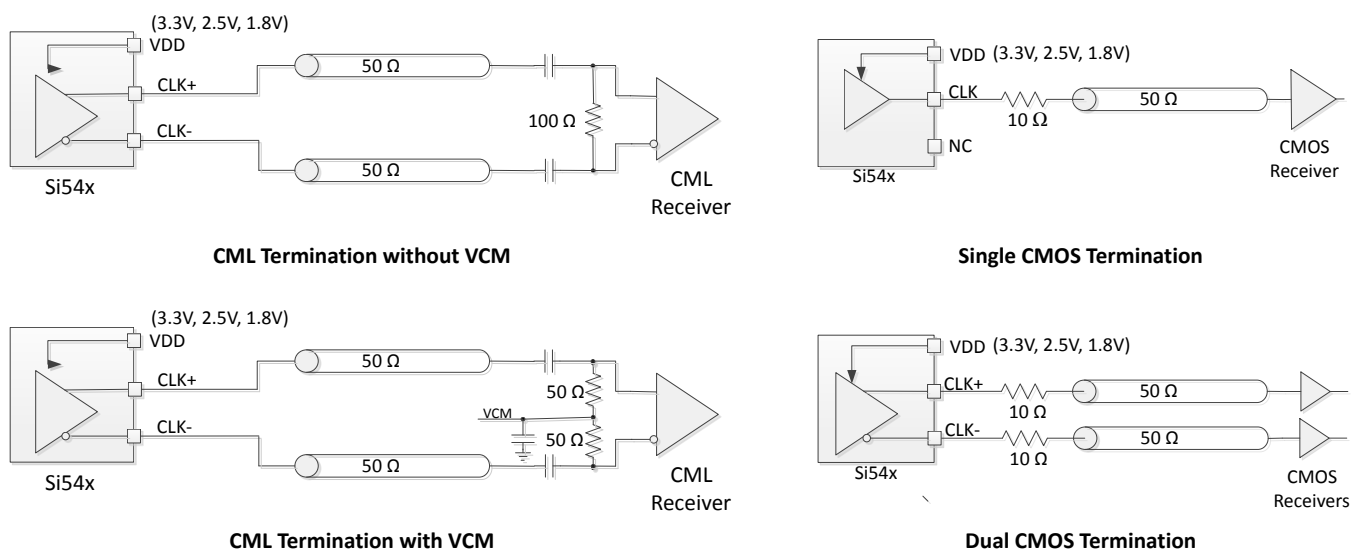 (3.3V, 2.5V, 1.8V)
VDD
CLK+
50 Ω
100 Ω
CLK-
50 Ω
Si54x
CML
Receiver
CML Termination without VCM
VDD (3.3V, 2.5V, 1.8V)
CLK
10 Ω
50 Ω
NC
CMOS
Receiver
Si54x
Single CMOS Termination
(3.3V, 2.5V, 1.8V)
VDD
CLK+
50 Ω
50 Ω
VCM
50 Ω
CLK-
50 Ω
Si54x
CML
Receiver
CML Termination with VCM
VDD (3.3V, 2.5V, 1.8V)
CLK+
10 Ω
50 Ω
CLK-
10 Ω
50 Ω
Si54x
CMOS
Receivers
Dual CMOS Termination